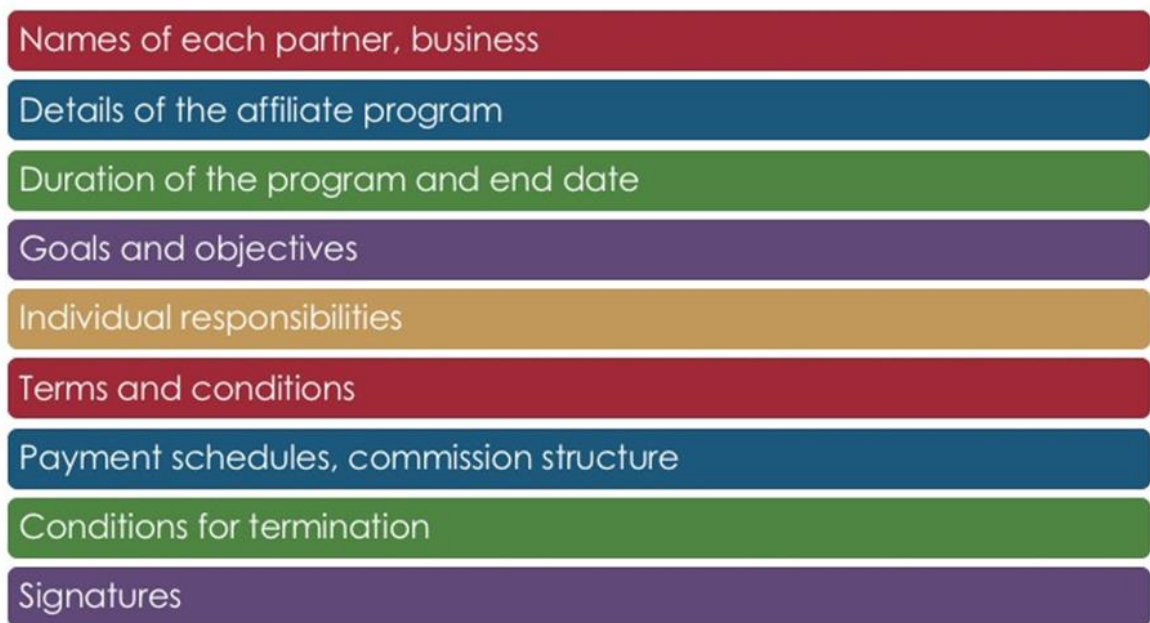 Names of each partner, business
Details of the affiliate program
Duration of the program and end date
Goals and objectives
Individual responsibilities
Terms and conditions
Payment schedules, commission structure
Conditions for termination
Signatures